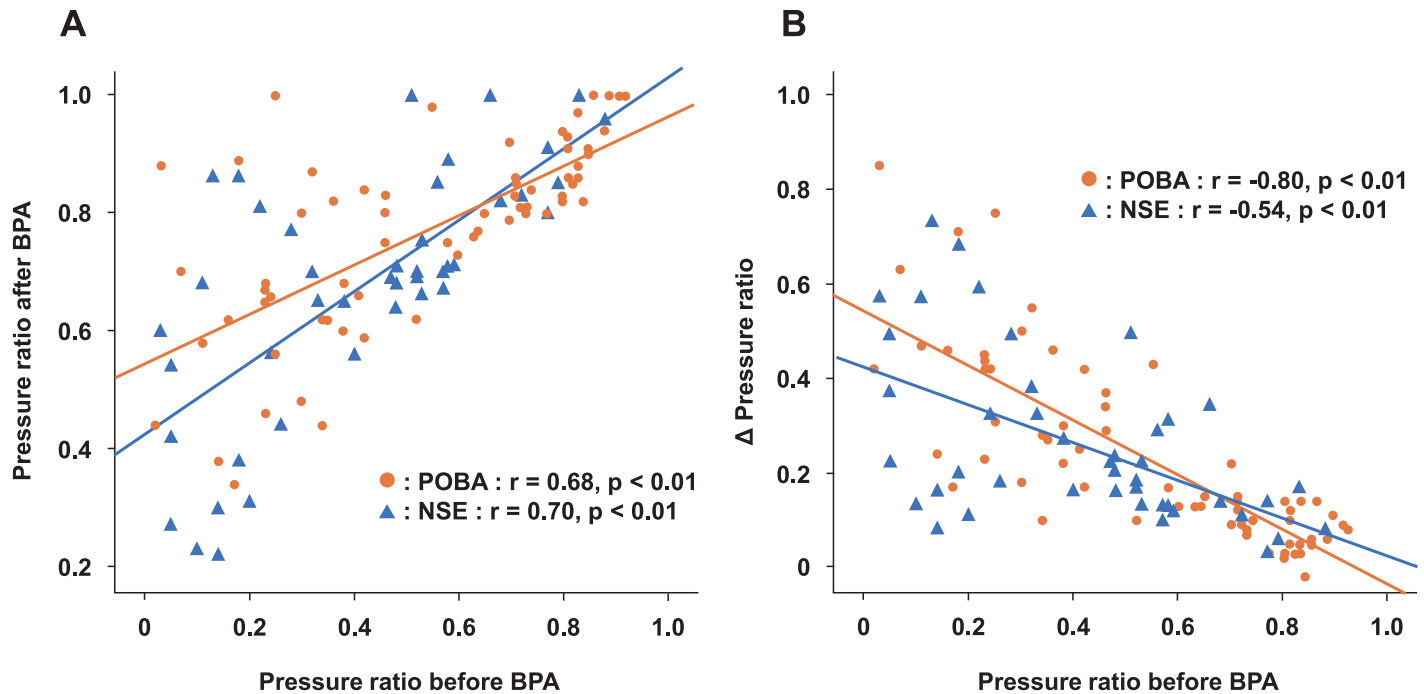 A
Pressure ratio after BPA
1.0
0.8
0.6
0.4
0.2
: POBA : r = 0.68, p < 0.01
: NSE : r = 0.70, p < 0.01
0 0.2 0.4 0.6 0.8 1.0
Pressure ratio before BPA
B
Δ Pressure ratio
1.0
0.8
0.6
0.4
0.2
0
: POBA : r = -0.80, p < 0.01
: NSE : r = -0.54, p < 0.01
0 0.2 0.4 0.6 0.8 1.0
Pressure ratio before BPA